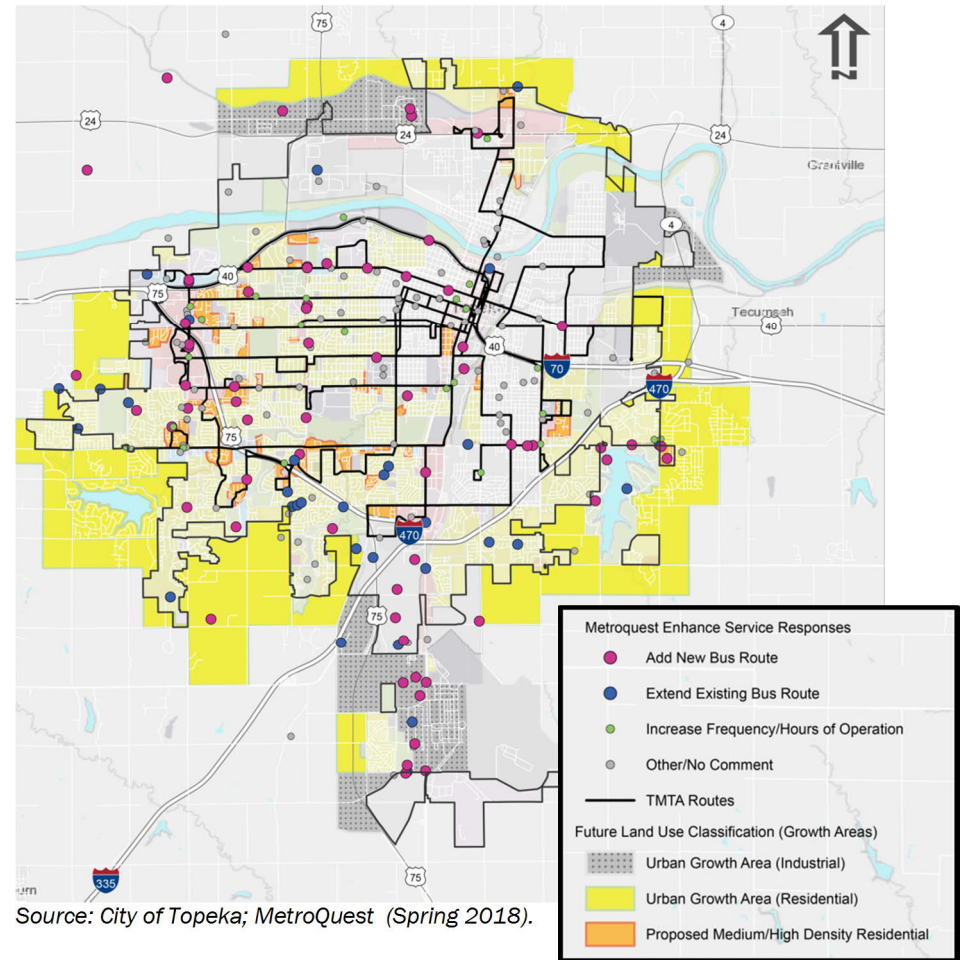 75
4
N
24
24
24
Grantville
4
40
75
Tecumseh
40
40
70
470
75
470
75
Metroquest Enhance Service Responses
Add New Bus Route
Extend Existing Bus Route
Increase Frequency/Hours of Operation
Other/No Comment
TMTA Routes
Future Land Use Classification (Growth Areas)
Urban Growth Area (Industrial)
Urban Growth Area (Residential)
Proposed Medium/High Density Residential
335
75
Source: City of Topeka; MetroQuest (Spring 2018).